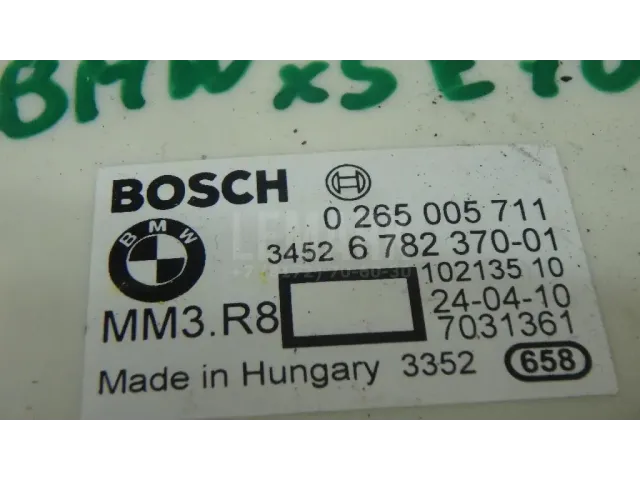 BMW x5 E70
BOSCH
0 265 005 711
BMW
3452 6 782 370-01
102135 10
MM3.R8
24-04-10
7031361
Made in Hungary 3352 658